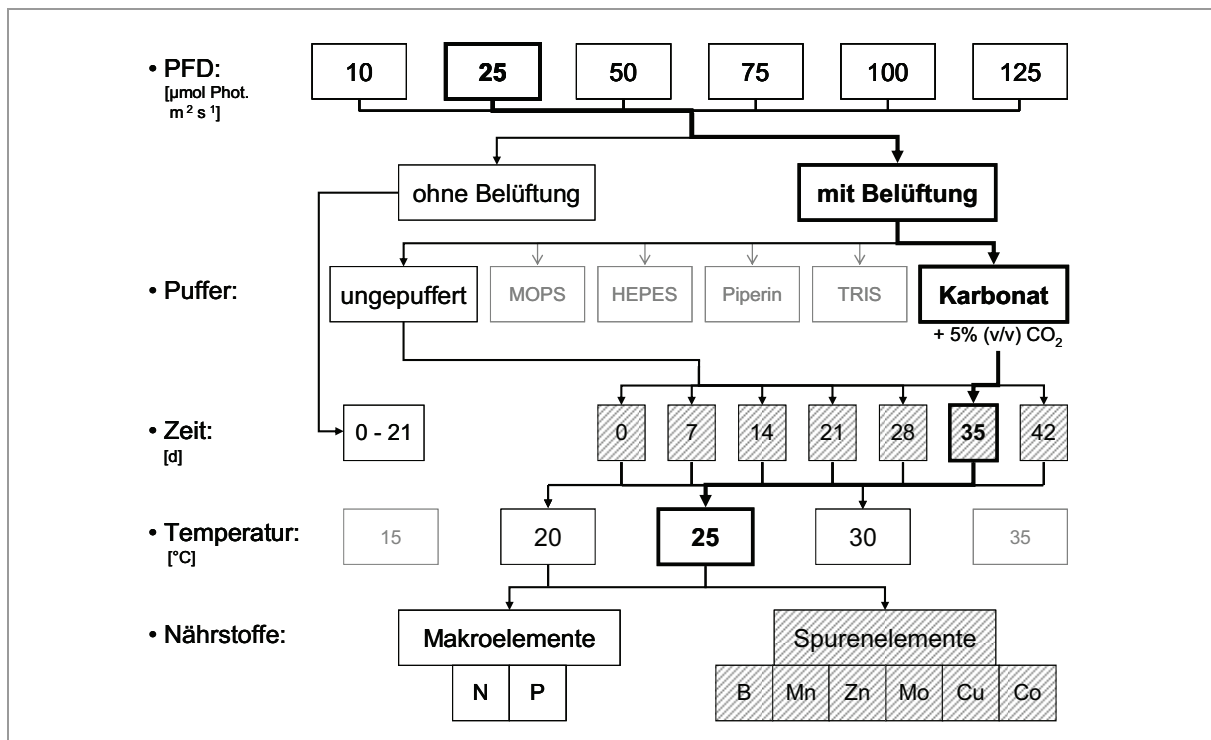 • PFD:
[µmol Phot.
m 2 s 1]
10 25 50 75 100 125
ohne Belüftung mit Belüftung
• Puffer:
ungepuffert MOPS HEPES Piperin TRIS Karbonat
+ 5% (v/v) CO2
• Zeit:
[d]
0 - 21 0 7 14 21 28 35 42
• Temperatur:
[°C]
15 20 25 30 35
• Nährstoffe:
Makroelemente Spurenelemente
N P B Mn Zn Mo Cu Co